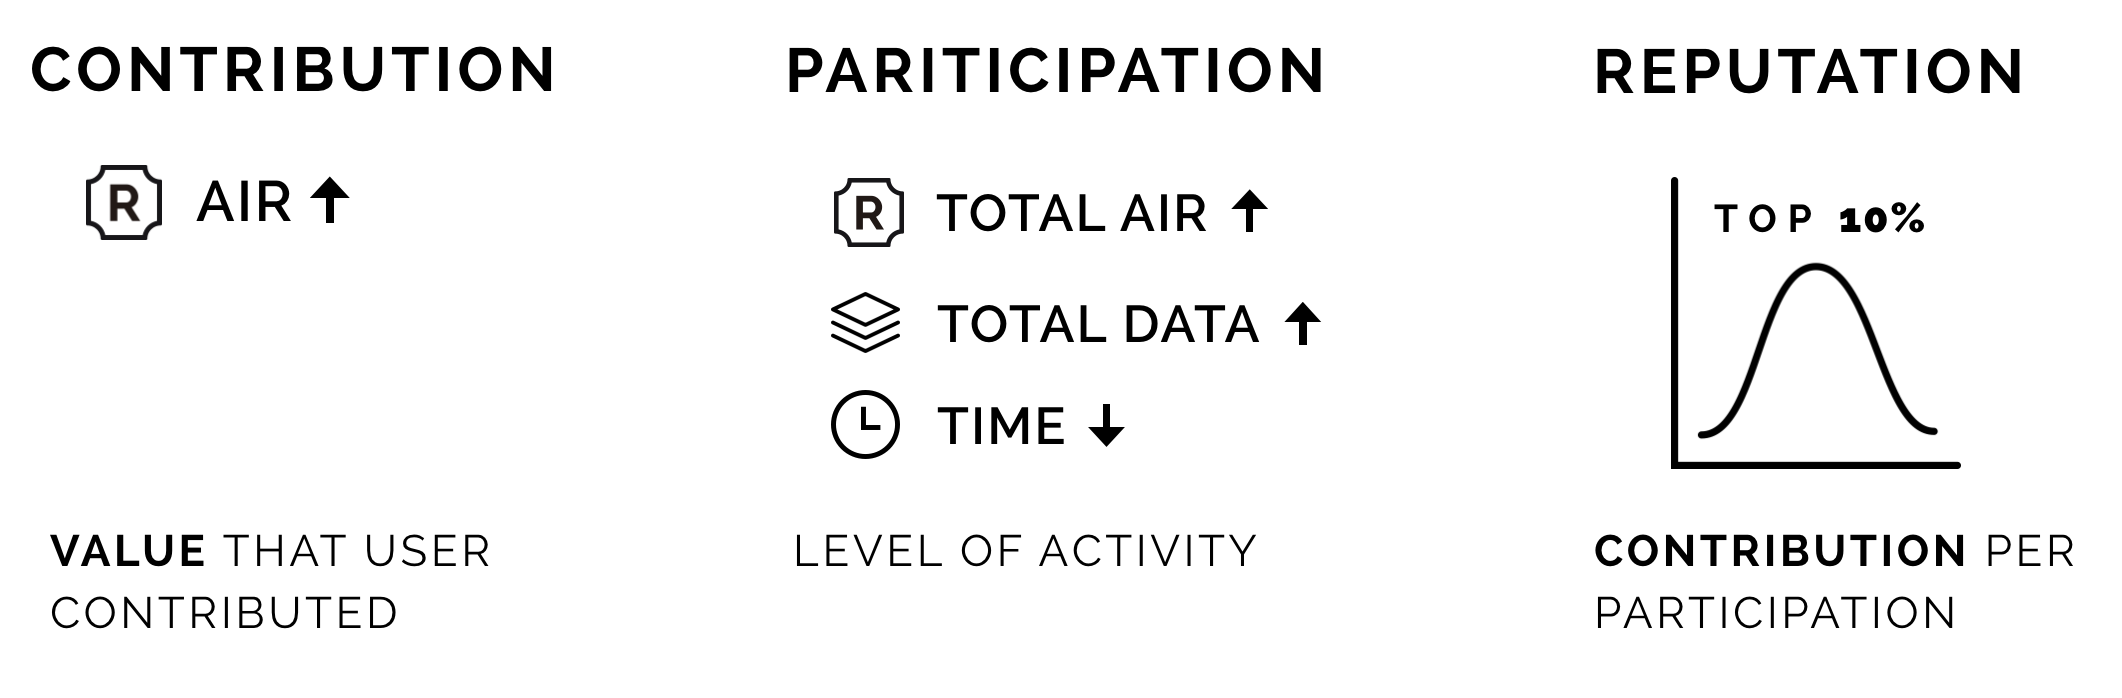 CONTRIBUTION
R AIR
VALUE THAT USER
CONTRIBUTED
PARITICIPATION
R TOTAL AIR
TOTAL DATA
TIME
LEVEL OF ACTIVITY
REPUTATION
TOP 10%
CONTRIBUTION PER
PARTICIPATION